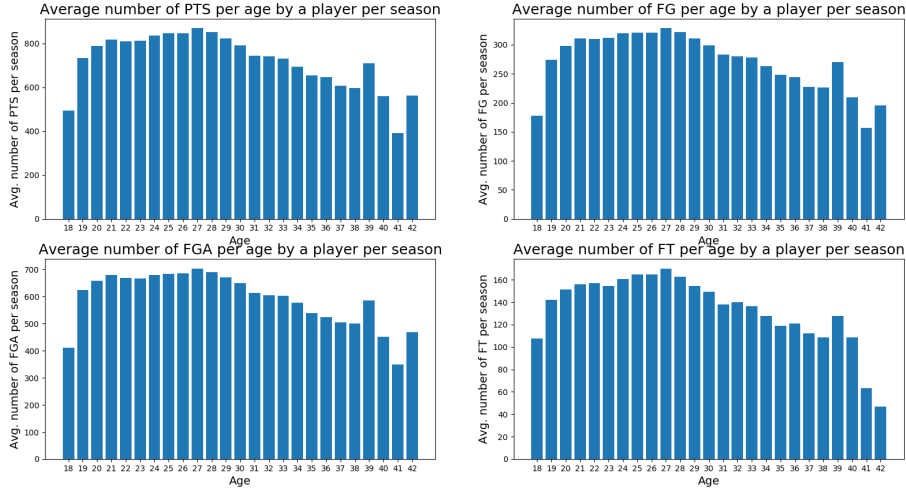 Average number of PTS per age by a player per season
Avg. number of PTS per season
800
600
400
200
0
18 19 20 21 22 23 24 25 26 27 28 29 30 31 32 33 34 35 36 37 38 39 40 41 42
Age
Average number of FG per age by a player per season
Avg. number of FG per season
300
250
200
150
100
50
0
18 19 20 21 22 23 24 25 26 27 28 29 30 31 32 33 34 35 36 37 38 39 40 41 42
Age
Average number of FGA per age by a player per season
Avg. number of FGA per season
700
600
500
400
300
200
100
0
18 19 20 21 22 23 24 25 26 27 28 29 30 31 32 33 34 35 36 37 38 39 40 41 42
Age
Average number of FT per age by a player per season
Avg. number of FT per season
160
140
120
100
80
60
40
20
0
18 19 20 21 22 23 24 25 26 27 28 29 30 31 32 33 34 35 36 37 38 39 40 41 42
Age